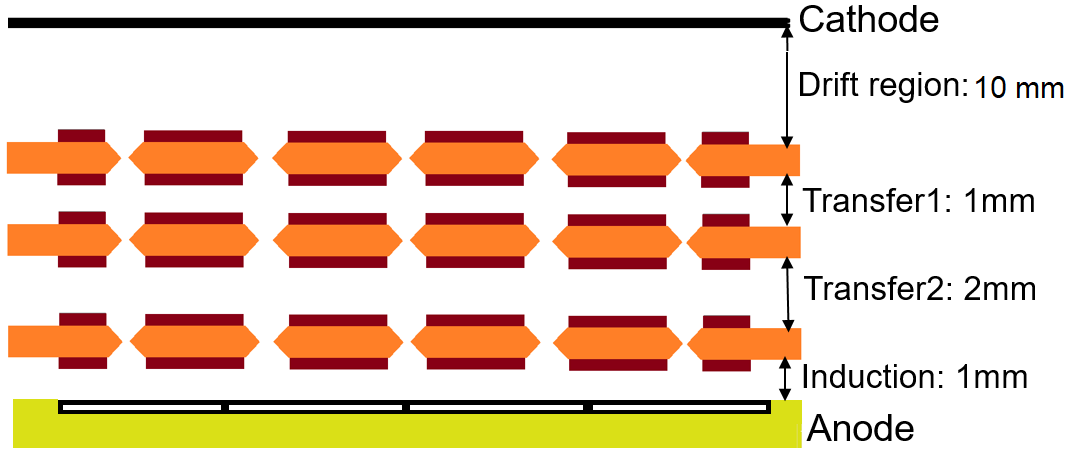 Cathode
Drift region: 10 mm
Transfer1: 1mm
Transfer2: 2mm
Induction: 1mm
Anode